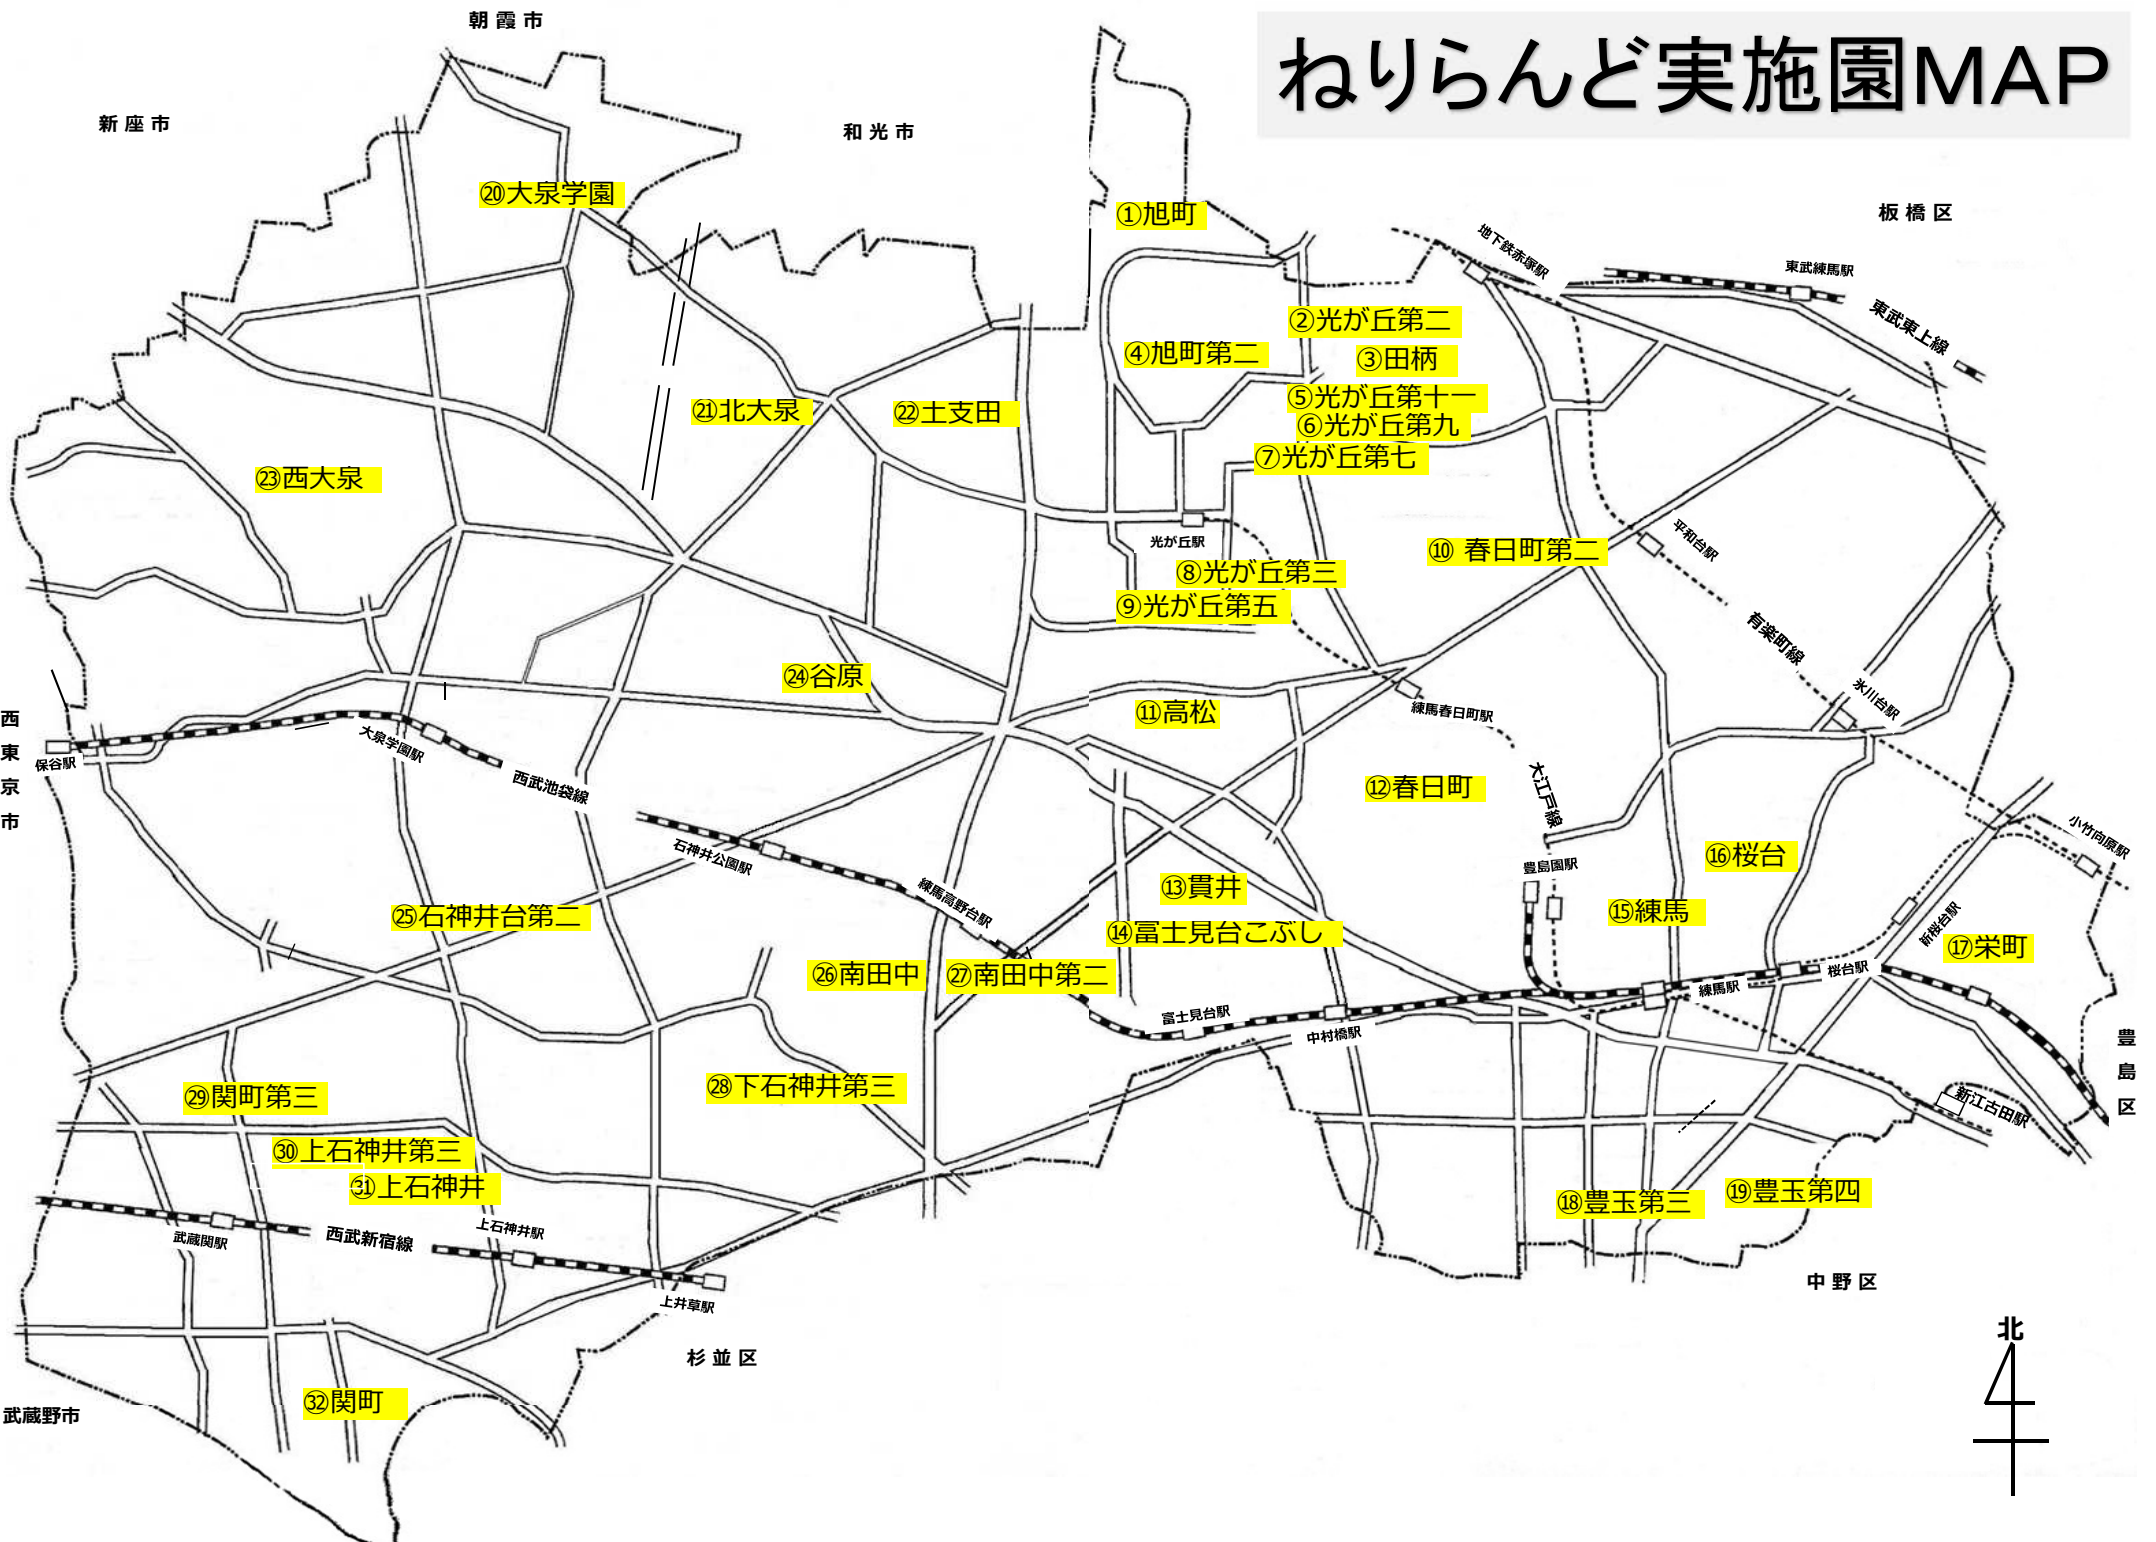 ねりらんど実施園MAP
朝霞市
新座市
和光市
板橋区
⑳大泉学園
①旭町
地下鉄赤塚駅
東武練馬駅
東武東上線
②光が丘第二
④旭町第二
③田柄
⑤光が丘第十一
㉑北大泉
㉒土支田
⑥光が丘第九
⑦光が丘第七
㉓西大泉
光が丘駅
平和台駅
⑩ 春日町第二
⑧光が丘第三
⑨光が丘第五
有楽町線
㉔谷原
氷川台駅
⑪高松
練馬春日町駅
西東京市
保谷駅
大泉学園駅
西武池袋線
⑫春日町
大江戸線
小竹向原駅
石神井公園駅
⑯桜台
豊島園駅
⑬貫井
練馬高野台駅
⑮練馬
㉕石神井台第二
⑭富士見台こぶし
新桜台駅
⑰栄町
㉖南田中
㉗南田中第二
桜台駅
練馬駅
富士見台駅
中村橋駅
豊島区
㉘下石神井第三
㉙関町第三
新江古田駅
㉚上石神井第三
㉛上石神井
⑱豊玉第三
⑲豊玉第四
武蔵関駅
西武新宿線
上石神井駅
中野区
上井草駅
北
杉並区
㉜関町
武蔵野市